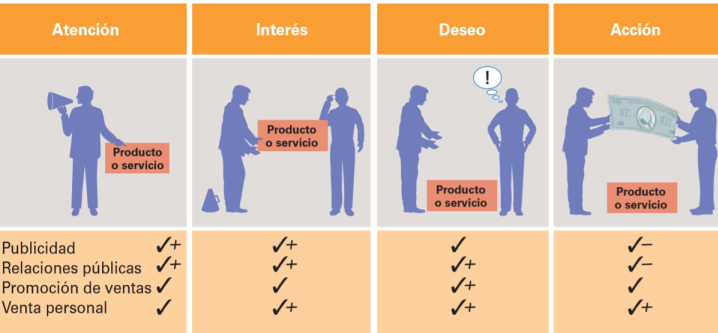 Atención Interés Deseo Acción
!
Producto
o servicio
Producto
o servicio
Producto
o servicio
Producto
o servicio
Publicidad ✓+ ✓+ ✓ ✓−
Relaciones públicas ✓+ ✓+ ✓+ ✓−
Promoción de ventas ✓ ✓ ✓+ ✓
Venta personal ✓ ✓+ ✓+ ✓+